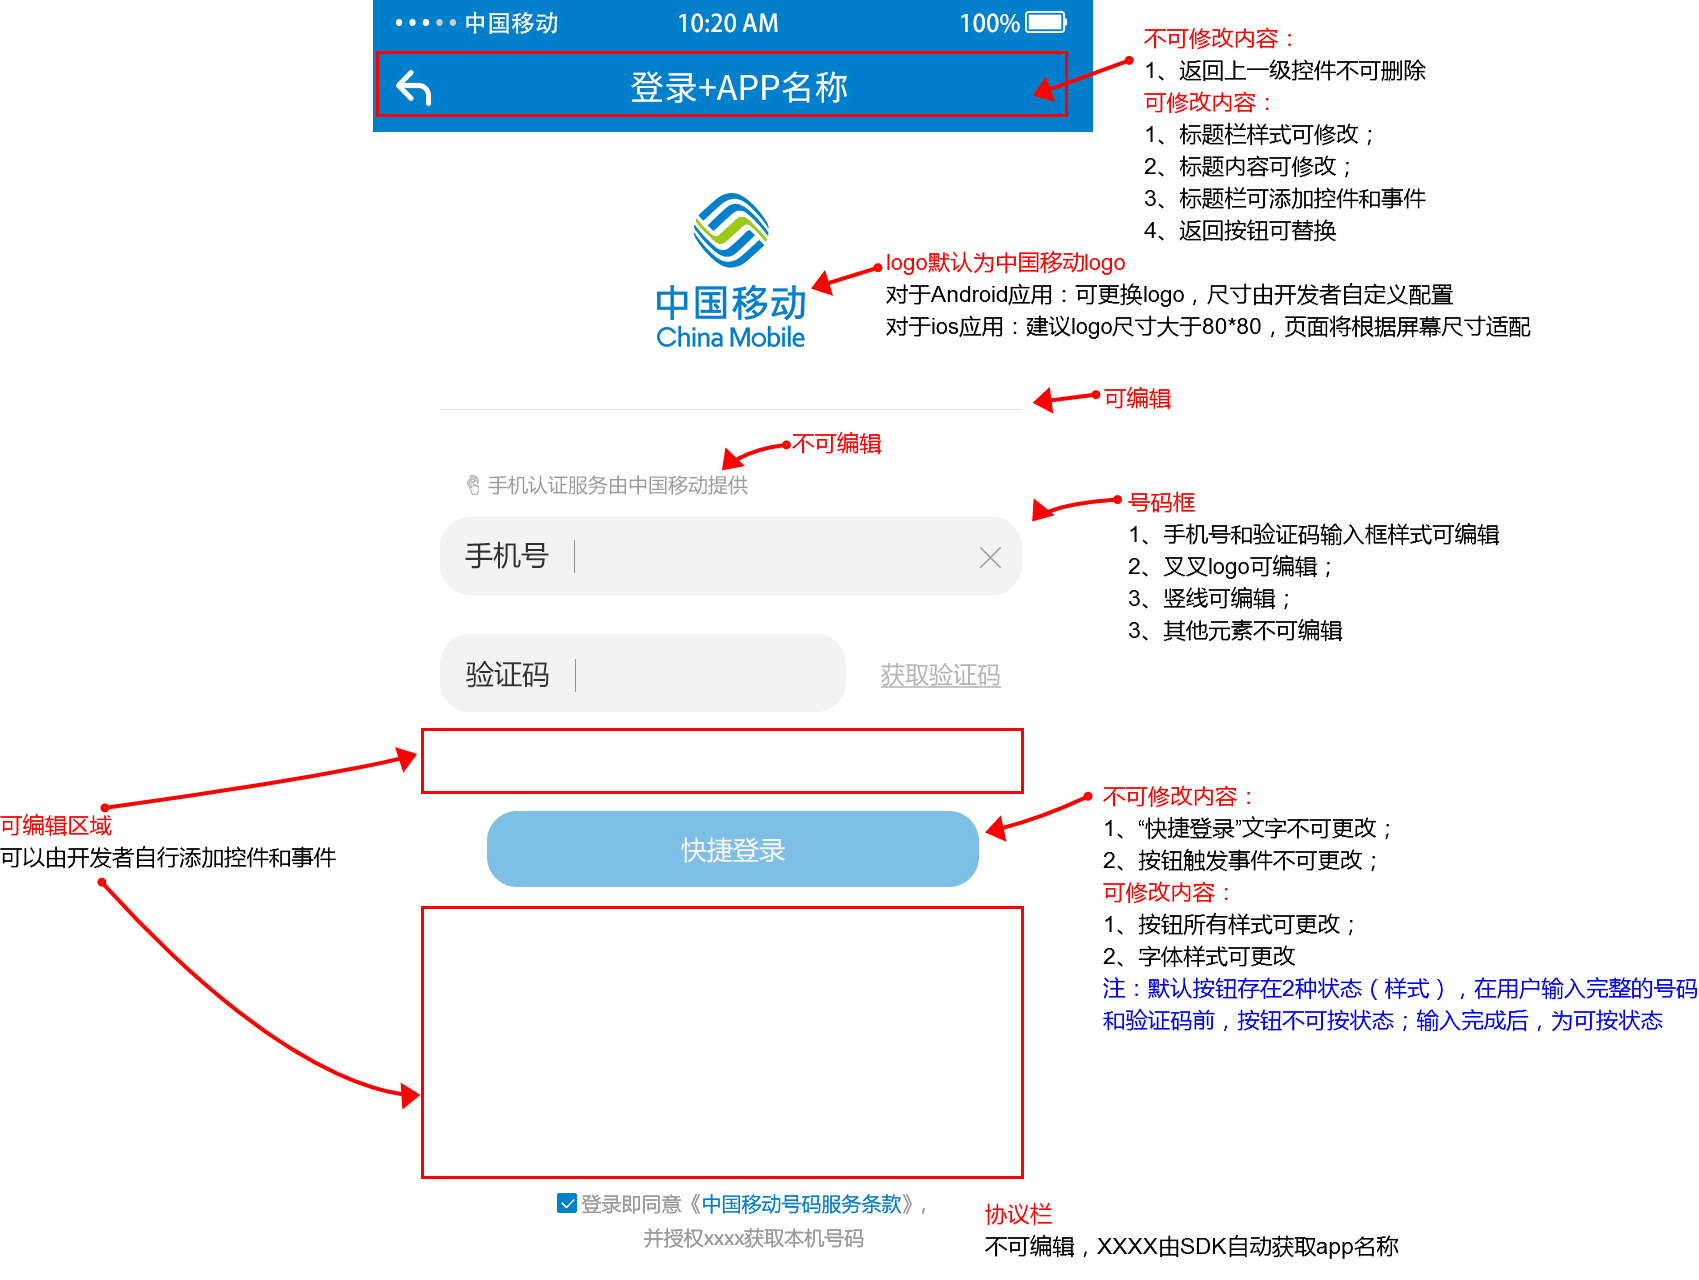 中国移动
10:20 AM
100%
登录+APP名称
不可修改内容：
1、返回上一级控件不可删除
可修改内容：
1、标题栏样式可修改；
2、标题内容可修改；
3、标题栏可添加控件和事件
4、返回按钮可替换
中国移动
China Mobile
logo默认为中国移动logo
对于Android应用：可更换logo，尺寸由开发者自定义配置
对于ios应用：建议logo尺寸大于80*80，页面将根据屏幕尺寸适配
可编辑
不可编辑
手机认证服务由中国移动提供
手机号
号码框
1、手机号和验证码输入框样式可编辑
2、叉叉logo可编辑；
3、竖线可编辑；
3、其他元素不可编辑
验证码
获取验证码
可编辑区域
可以由开发者自行添加控件和事件
快捷登录
不可修改内容：
1、“快捷登录”文字不可更改；
2、按钮触发事件不可更改；
可修改内容：
1、按钮所有样式可更改；
2、字体样式可更改
注：默认按钮存在2种状态（样式），在用户输入完整的号码
和验证码前，按钮不可按状态；输入完成后，为可按状态
登录即同意《中国移动号码服务条款》,
并授权xxxx获取本机号码
协议栏
不可编辑，XXXX由SDK自动获取app名称